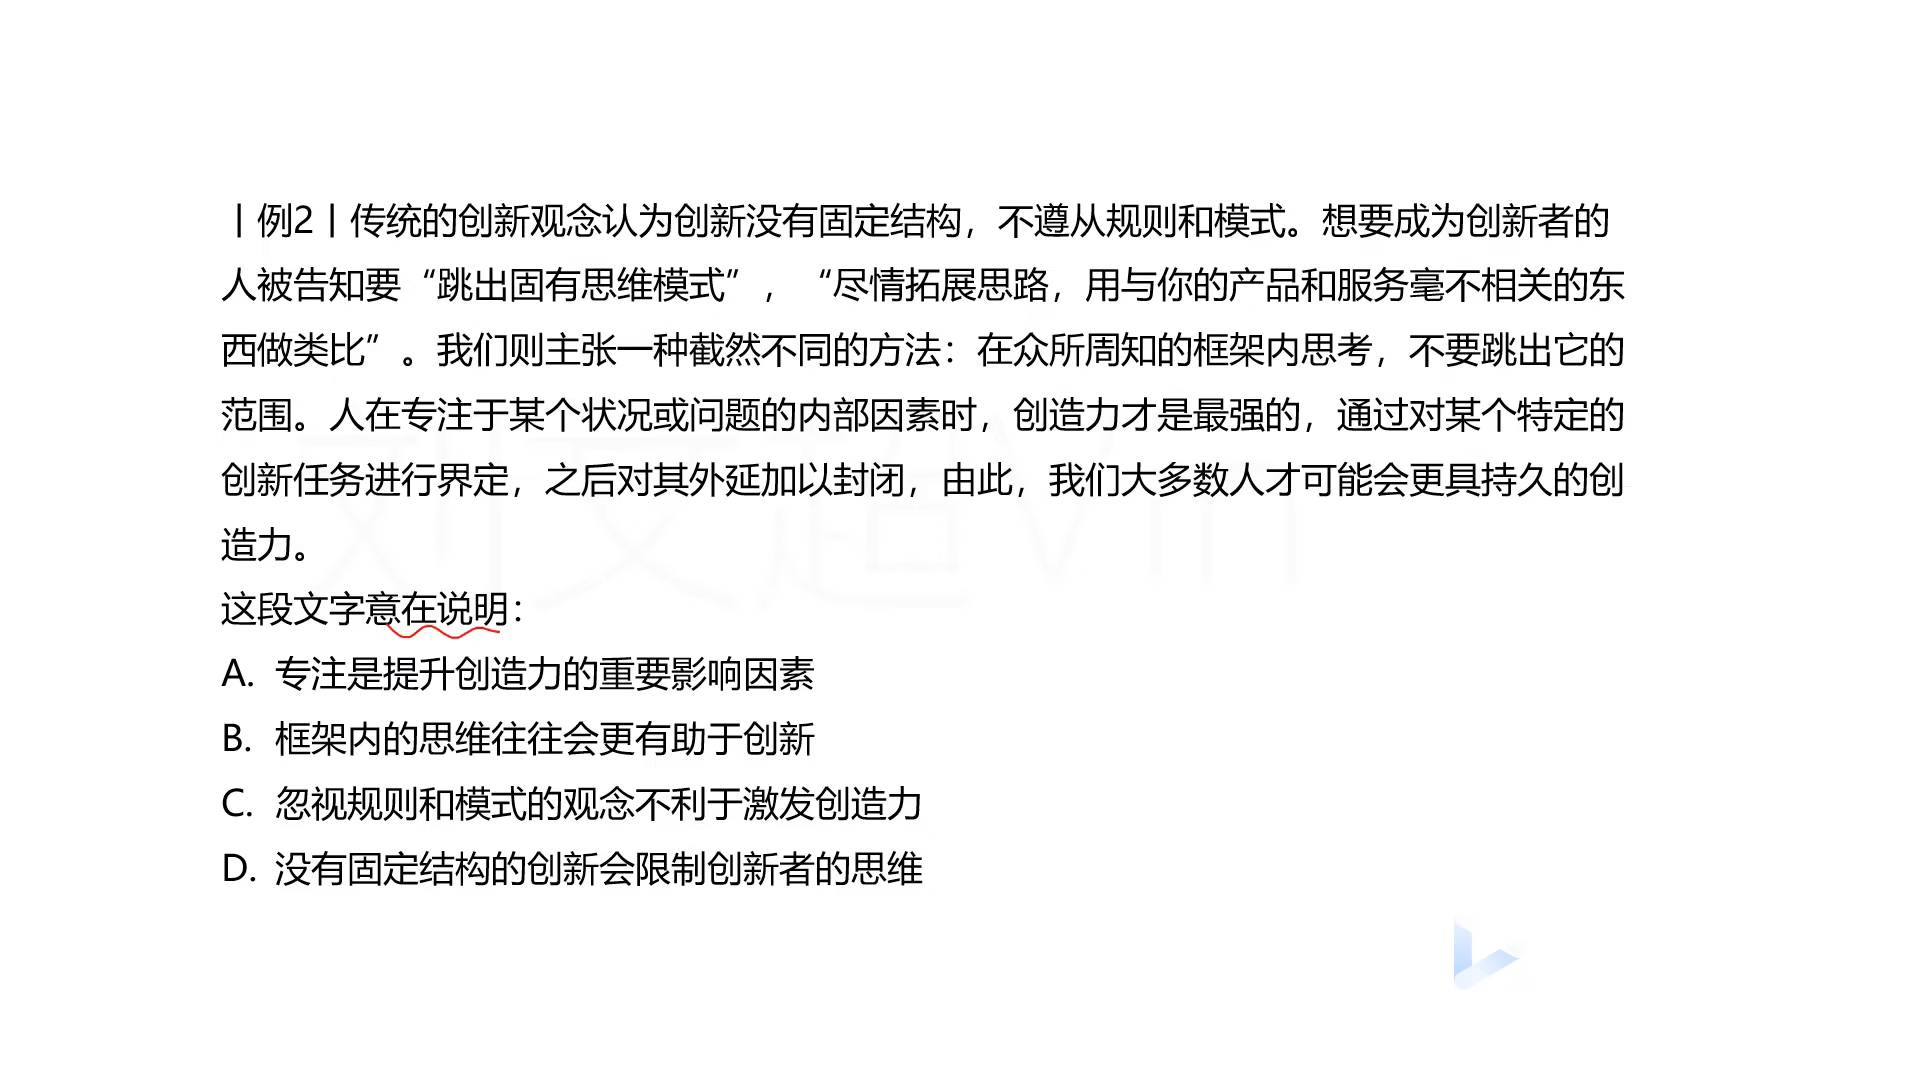 丨例2丨传统的创新观念认为创新没有固定结构，不遵从规则和模式。想要成为创新者的
人被告知要“跳出固有思维模式”，“尽情拓展思路，用与你的产品和服务毫不相关的东
西做类比”。我们则主张一种截然不同的方法：在众所周知的框架内思考，不要跳出它的
范围。人在专注于某个状况或问题的内部因素时，创造力才是最强的，通过对某个特定的
创新任务进行界定，之后对其外延加以封闭，由此，我们大多数人才可能会更具持久的创
造力。
这段文字意在说明：
A. 专注是提升创造力的重要影响因素
B. 框架内的思维往往会更有助于创新
C. 忽视规则和模式的观念不利于激发创造力
D. 没有固定结构的创新会限制创新者的思维
刘文超Vin